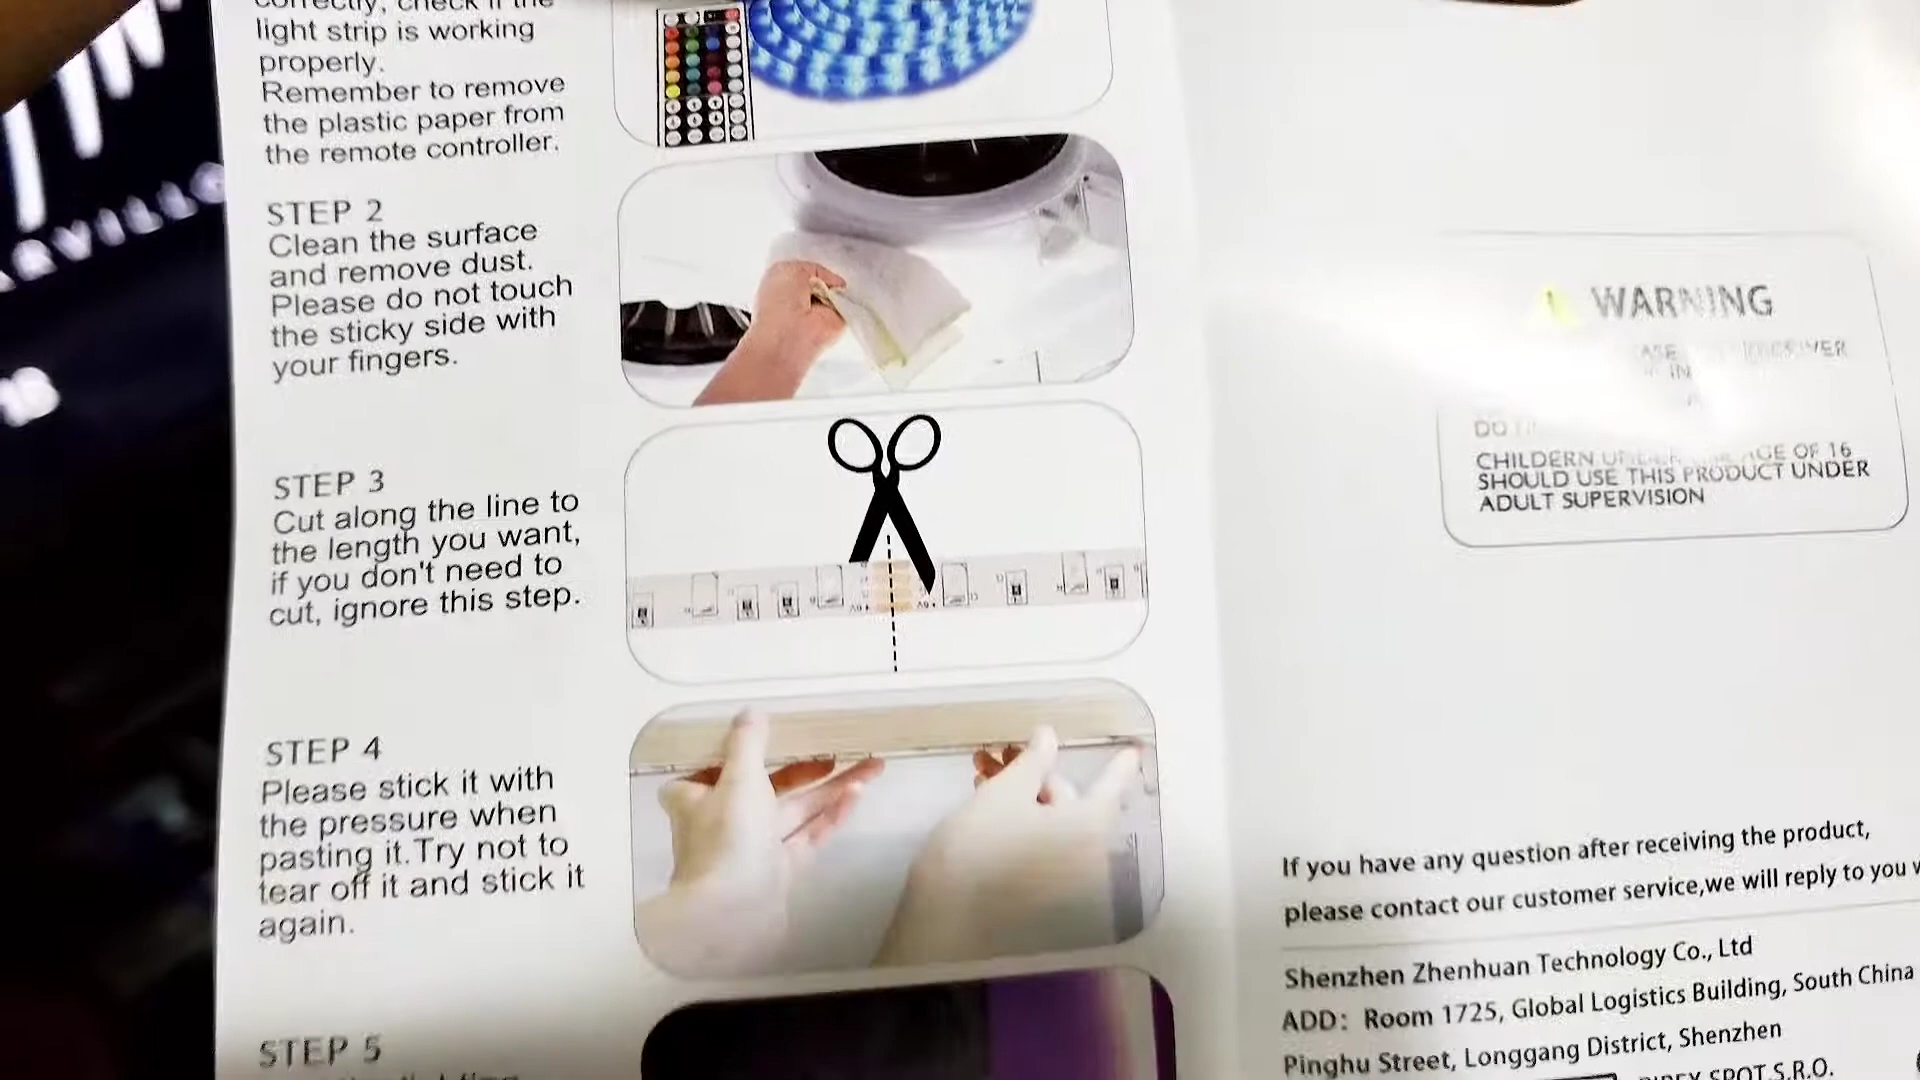 light strip is working
properly.
Remember to remove
the plastic paper from
the remote controller.
STEP 2
Clean the surface
and remove dust.
Please do not touch
the sticky side with
your fingers.
STEP 3
Cut along the line to
the length you want,
if you don't need to
cut, ignore this step.
STEP 4
Please stick it with
the pressure when
pasting it.Try not to
tear off it and stick it
again.
STEP 5
WARNING
DO
CHILDERN OF 16
SHOULD USE THIS PRODUCT UNDER
ADULT SUPERVISION
If you have any question after receiving the product,
please contact our customer service,we will reply to you
Shenzhen Zhenhuan Technology Co., Ltd
ADD: Room 1725, Global Logistics Building, South China
Pinghu Street, Longgang District, Shenzhen
SPOT S.R.O.